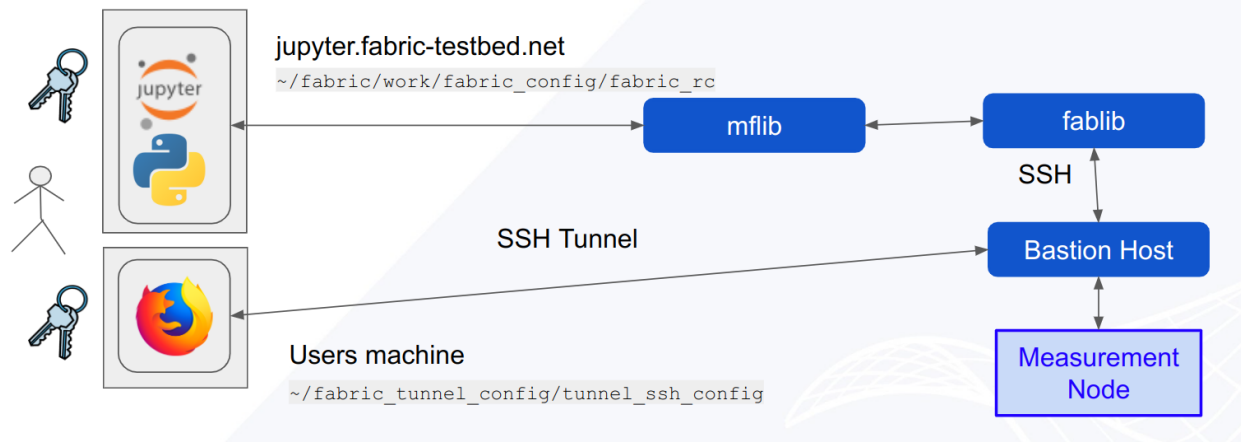 jupyter.fabric-testbed.net
~/fabric/work/fabric_config/fabric_rc
jupyter
mflib
fablib
SSH
SSH Tunnel
Bastion Host
Users machine
~/fabric_tunnel_config/tunnel_ssh_config
Measurement
Node